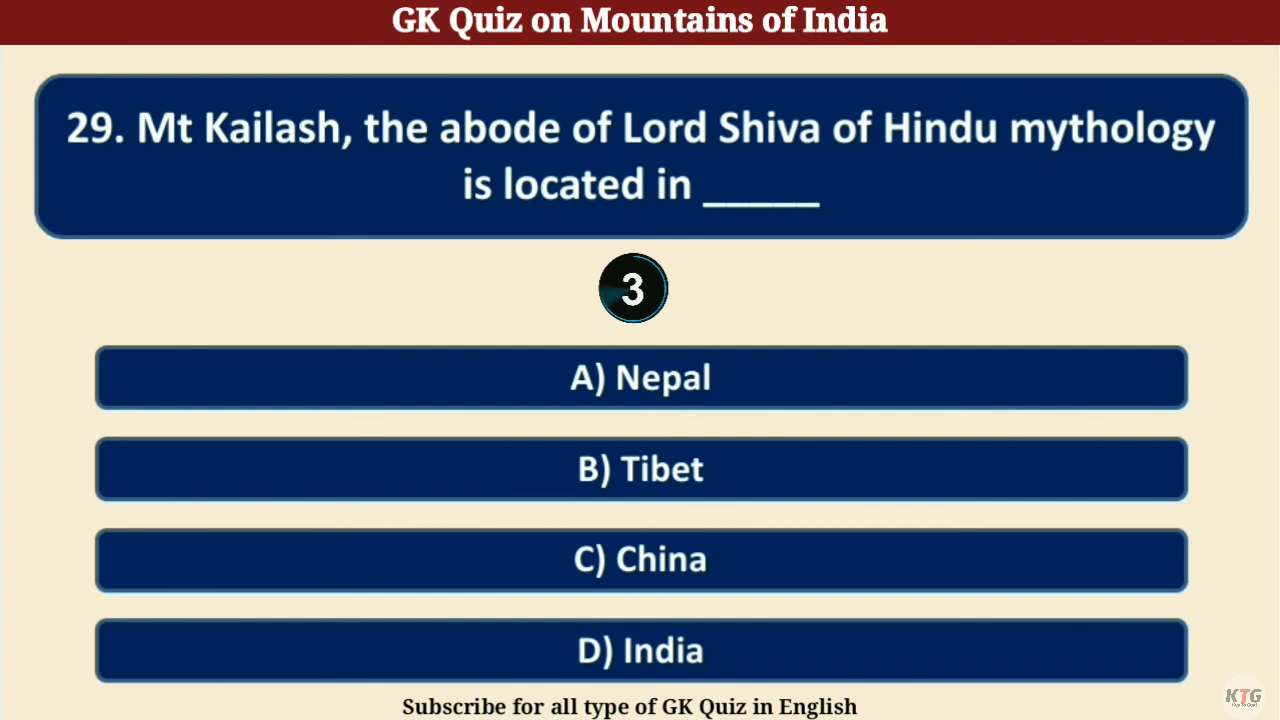 GK Quiz on Mountains of India
29. Mt Kailash, the abode of Lord Shiva of Hindu mythology
is located in _____
3
A) Nepal
B) Tibet
C) China
D) India
Subscribe for all type of GK Quiz in English
KTG